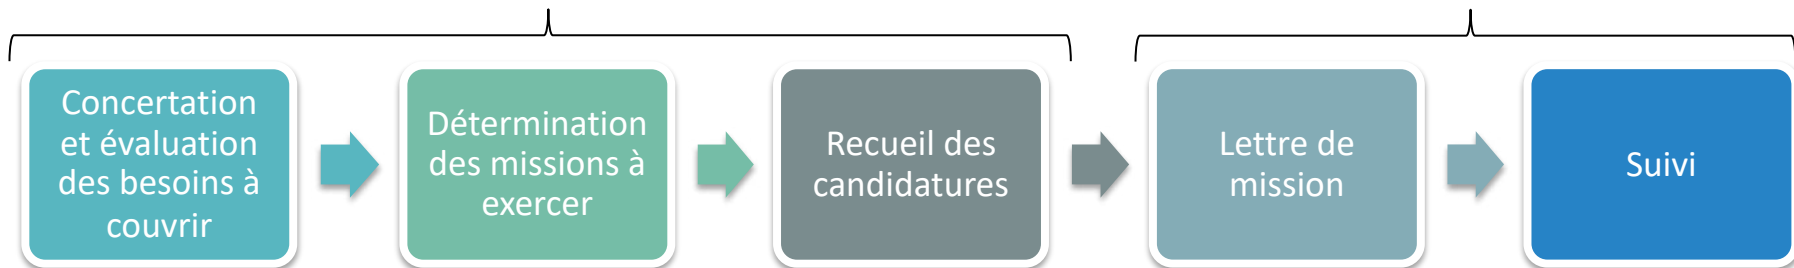 Concertation
et évaluation
des besoins à
couvrir
Détermination
des missions à
exercer
Recueil des
candidatures
Lettre de
mission
Suivi